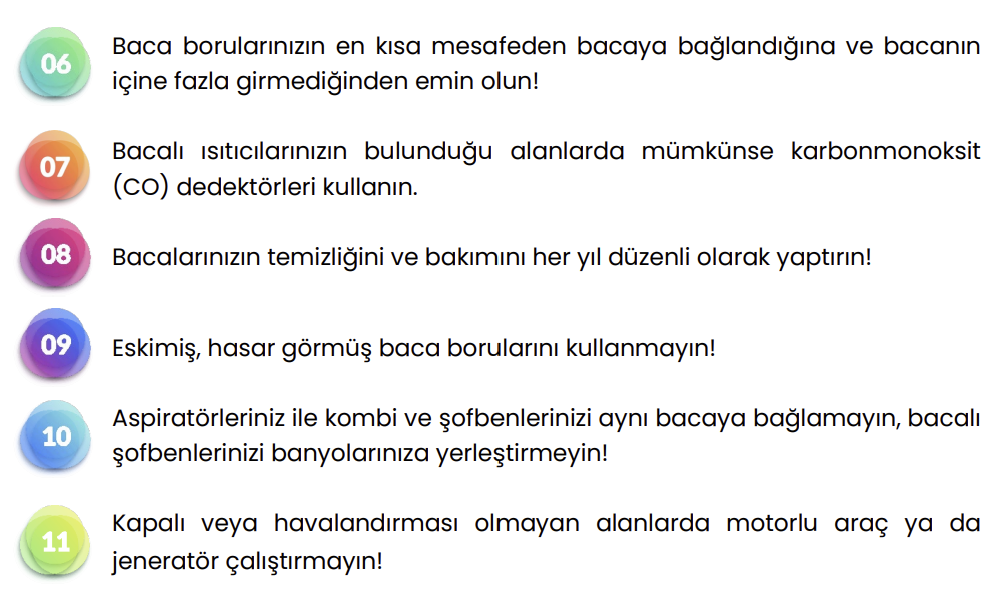 06
Baca borularınızın en kısa mesafeden bacaya bağlandığına ve bacanın
içine fazla girmediğinden emin olun!
07
Bacalı ısıtıcılarınızın bulunduğu alanlarda mümkünse karbonmonoksit
(CO) dedektörleri kullanın.
08
Bacalarınızın temizliğini ve bakımını her yıl düzenli olarak yaptırın!
09
Eskimiş, hasar görmüş baca borularını kullanmayın!
10
Aspiratörleriniz ile kombi ve şofbenlerinizi aynı bacaya bağlamayın, bacalı
şofbenlerinizi banyolarınıza yerleştirmeyin!
11
Kapalı veya havalandırması olmayan alanlarda motorlu araç ya da
jeneratör çalıştırmayın!